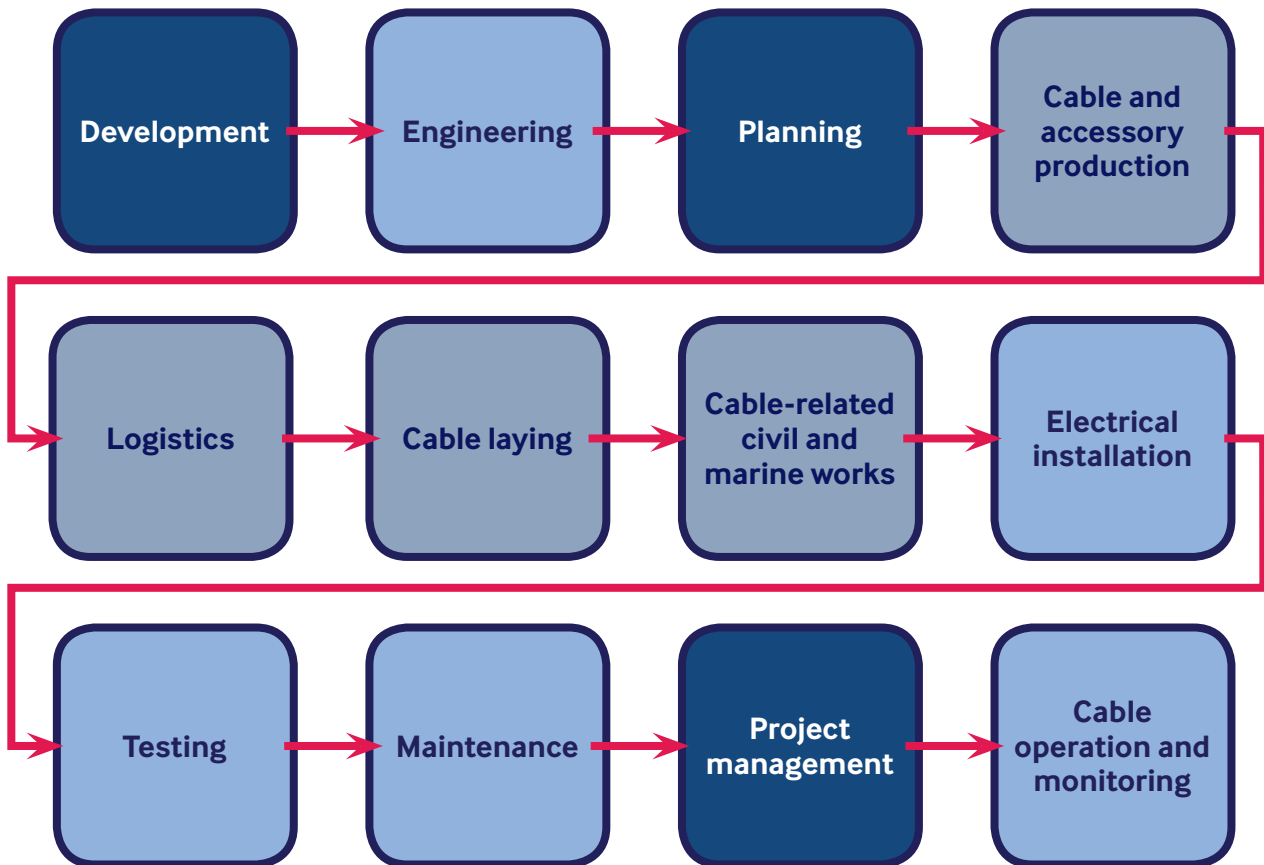 Development
Engineering
Planning
Cable and
accessory
production
Logistics
Cable laying
Cable-related
civil and
marine works
Electrical
installation
Testing
Maintenance
Project
management
Cable
operation and
monitoring